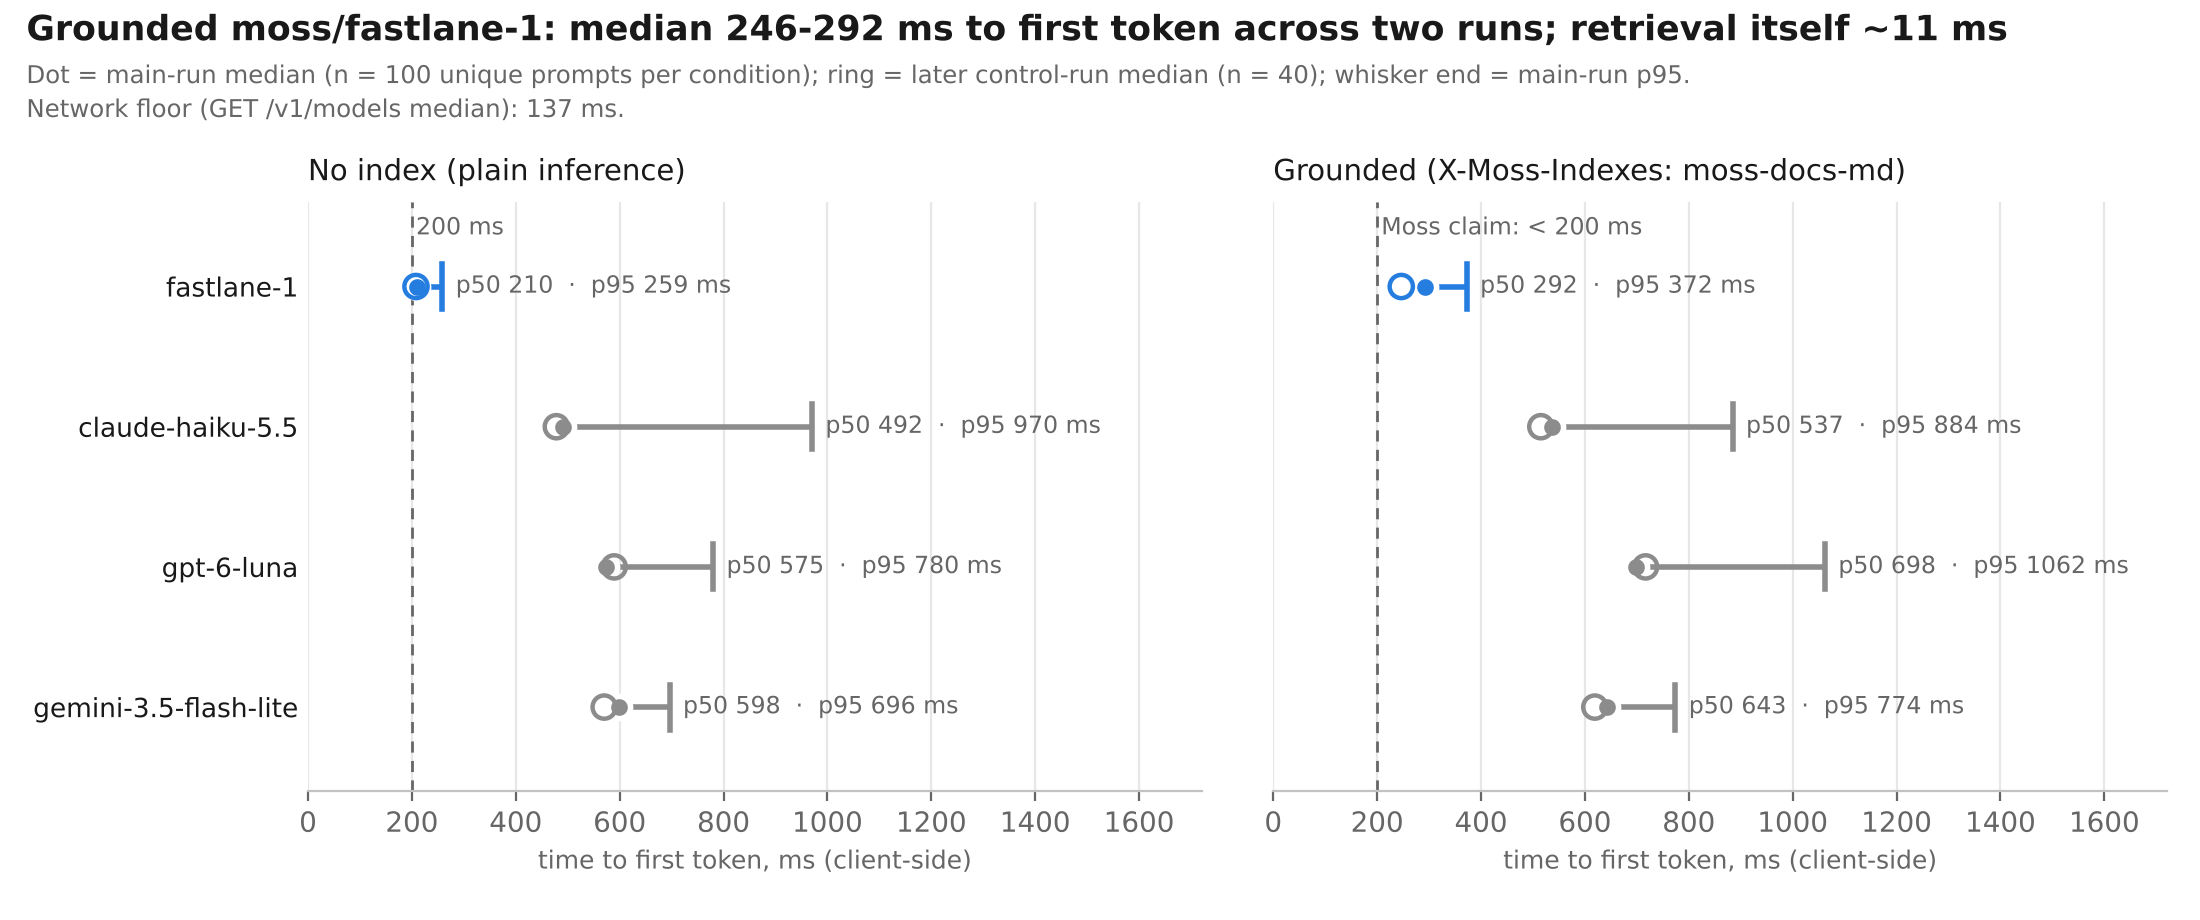 Grounded moss/fastlane-1: median 246-292 ms to first token across two runs; retrieval itself ~11 ms
Dot = main-run median (n = 100 unique prompts per condition); ring = later control-run median (n = 40); whisker end = main-run p95.
Network floor (GET /v1/models median): 137 ms.
No index (plain inference)
200 ms
fastlane-1
p50 210 · p95 259 ms
claude-haiku-5.5
p50 492 · p95 970 ms
gpt-6-luna
p50 575 · p95 780 ms
gemini-3.5-flash-lite
p50 598 · p95 696 ms
0 200 400 600 800 1000 1200 1400 1600
time to first token, ms (client-side)
Grounded (X-Moss-Indexes: moss-docs-md)
Moss claim: < 200 ms
p50 292 · p95 372 ms
p50 537 · p95 884 ms
p50 698 · p95 1062 ms
p50 643 · p95 774 ms
0 200 400 600 800 1000 1200 1400 1600
time to first token, ms (client-side)